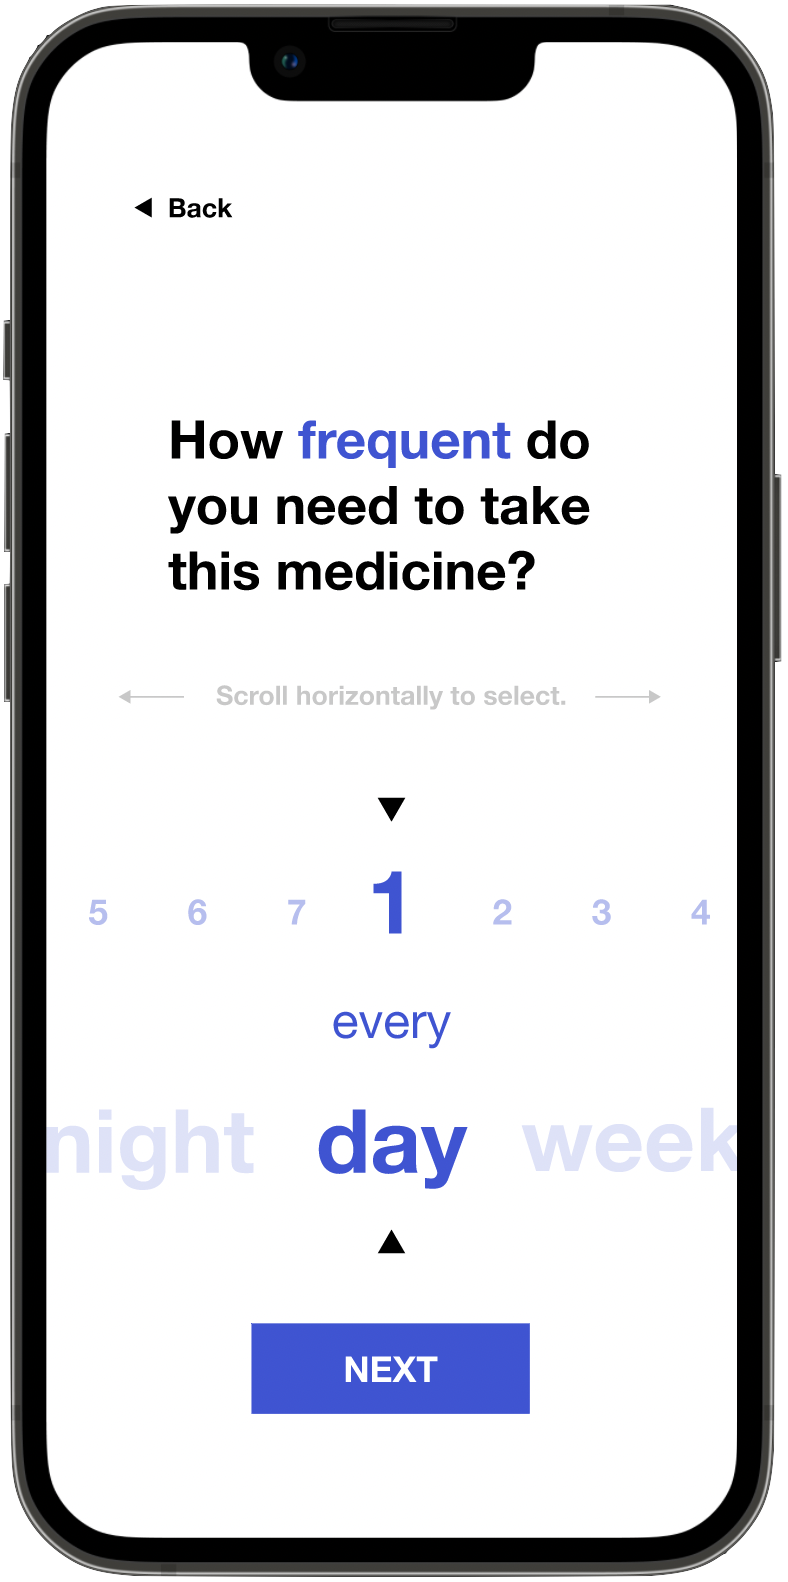 Back
How frequent do
you need to take
this medicine?
Scroll horizontally to select.
5 6 7 1 2 3 4
every
night day week
NEXT